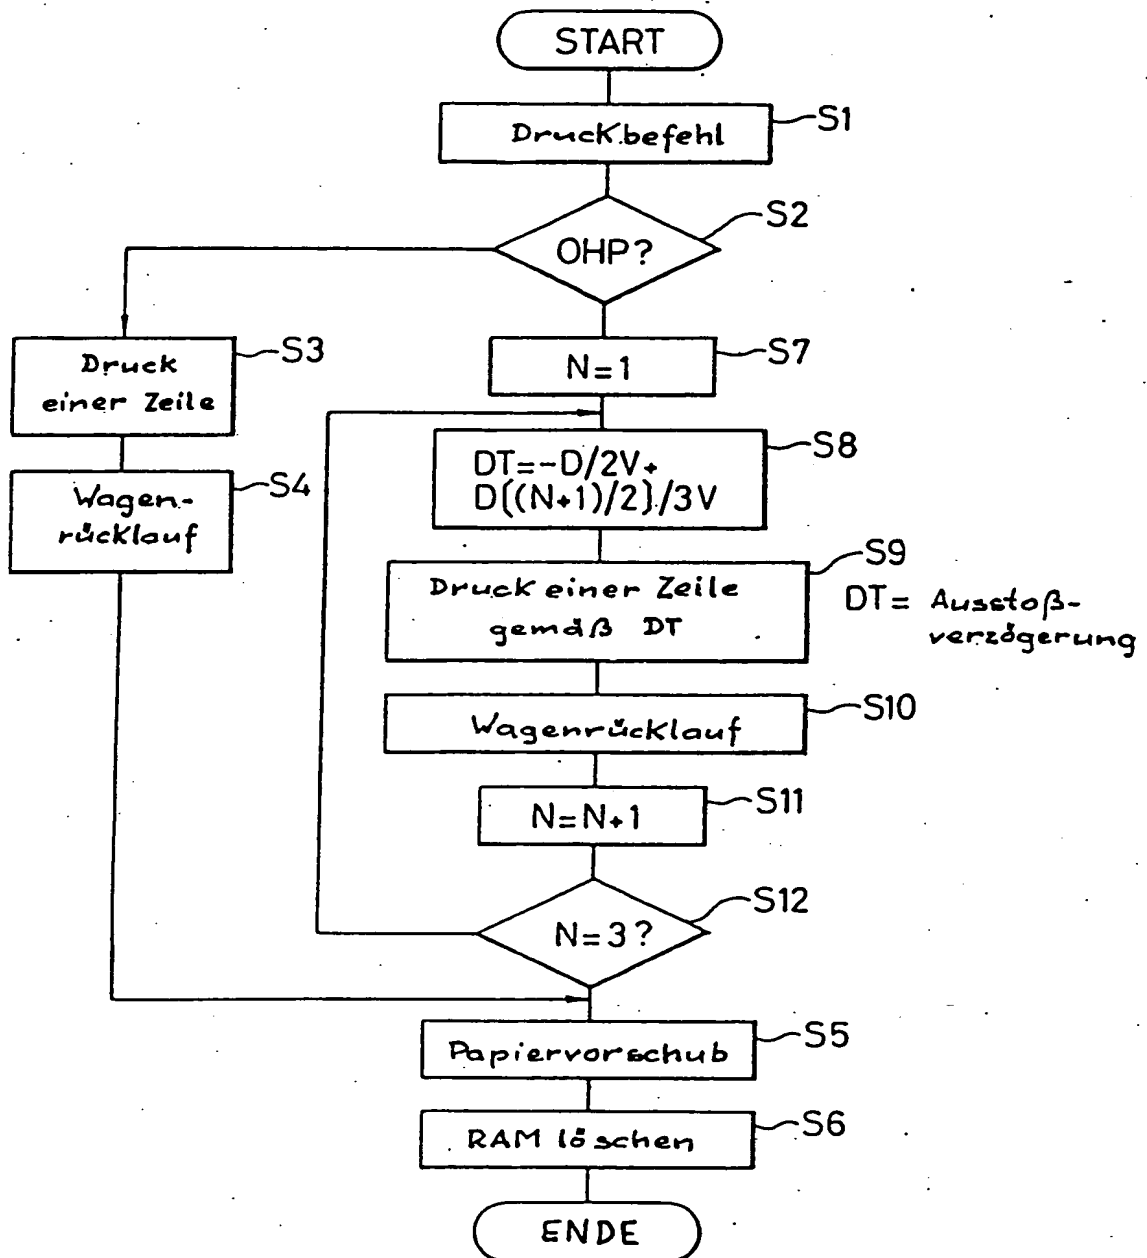 START
Druckbefehl
S1
OHP?
S2
Druck
einer Zeile
S3
Wagen-
rücklauf
S4
N=1
S7
DT=-D/2V+
D[(N+1)/2]/3V
S8
Druck einer Zeile
gemäß DT
S9
DT= Ausstoß-
verzögerung
Wagenrücklauf
S10
N=N+1
S11
N=3?
S12
Papiervorschub
S5
RAM löschen
S6
ENDE